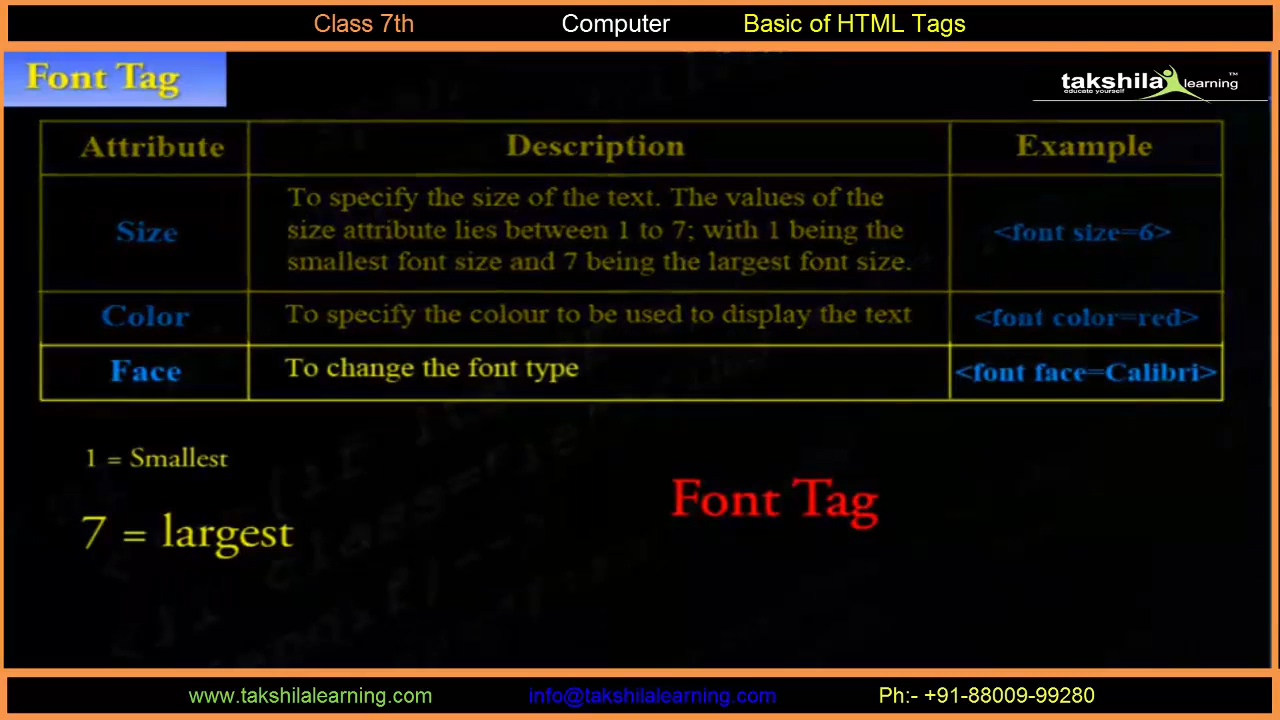 Class 7th Computer Basic of HTML Tags
Font Tag
takshila learning™
educate yourself
Attribute Description Example
Size
To specify the size of the text. The values of the
size attribute lies between 1 to 7; with 1 being the
smallest font size and 7 being the largest font size.
<font size=6>
Color To specify the colour to be used to display the text <font color=red>
Face To change the font type <font face=Calibri>
1 = Smallest
7 = largest
Font Tag
www.takshilalearning.com info@takshilalearning.com Ph:- +91-88009-99280